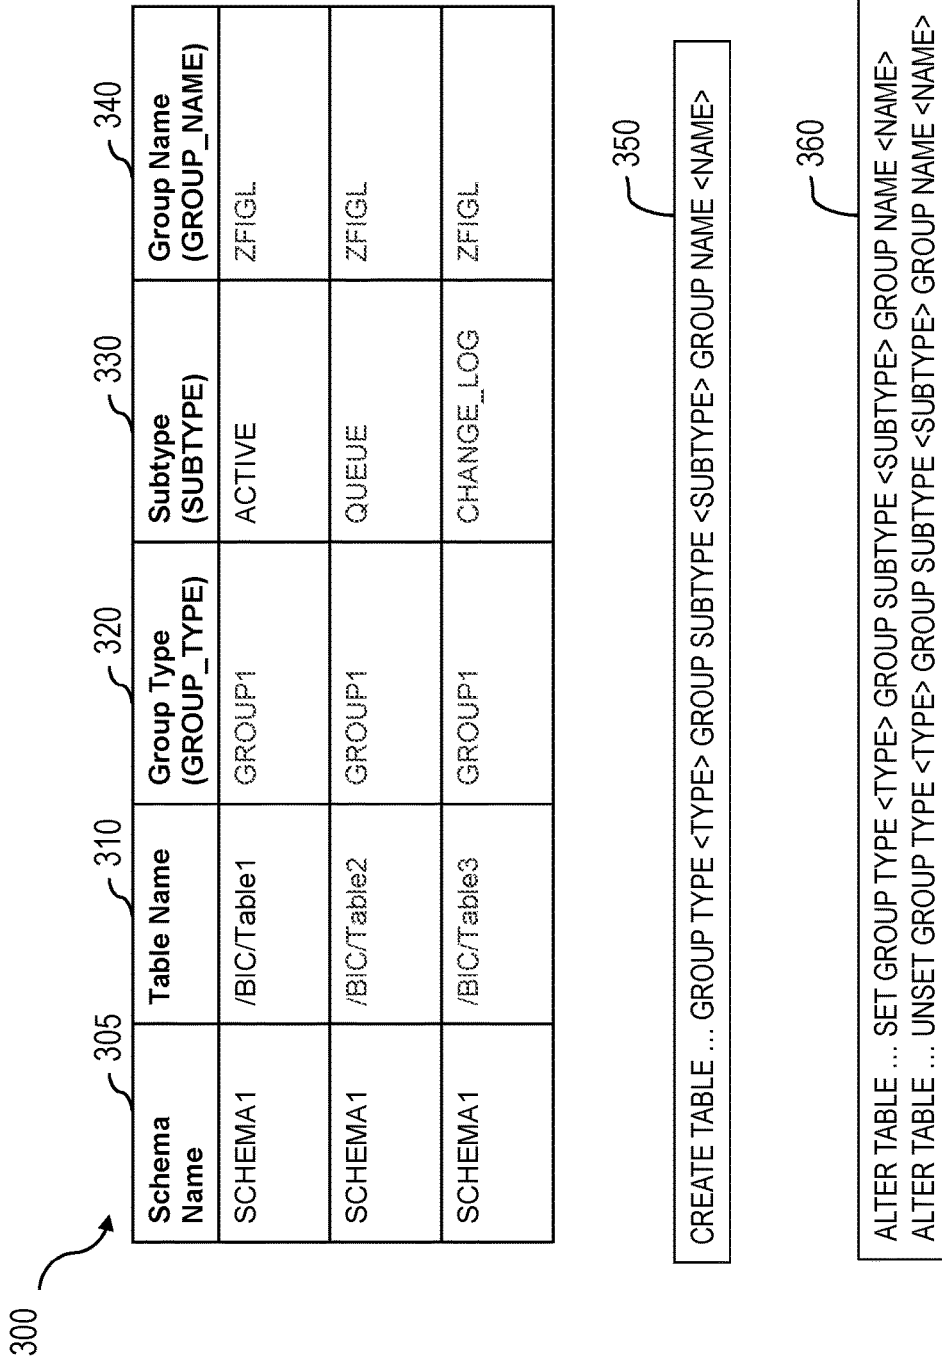 300
305
310
320
330
340
Schema
Name
Table Name
Group Type
(GROUP_TYPE)
Subtype
(SUBTYPE)
Group Name
(GROUP_NAME)
SCHEMA1
/BIC/Table1
GROUP1
ACTIVE
ZFIGL
SCHEMA1
/BIC/Table2
GROUP1
QUEUE
ZFIGL
SCHEMA1
/BIC/Table3
GROUP1
CHANGE_LOG
ZFIGL
350
CREATE TABLE ... GROUP TYPE <TYPE> GROUP SUBTYPE <SUBTYPE> GROUP NAME <NAME>
360
ALTER TABLE ... SET GROUP TYPE <TYPE> GROUP SUBTYPE <SUBTYPE> GROUP NAME <NAME>
ALTER TABLE ... UNSET GROUP TYPE <TYPE> GROUP SUBTYPE <SUBTYPE> GROUP NAME <NAME>